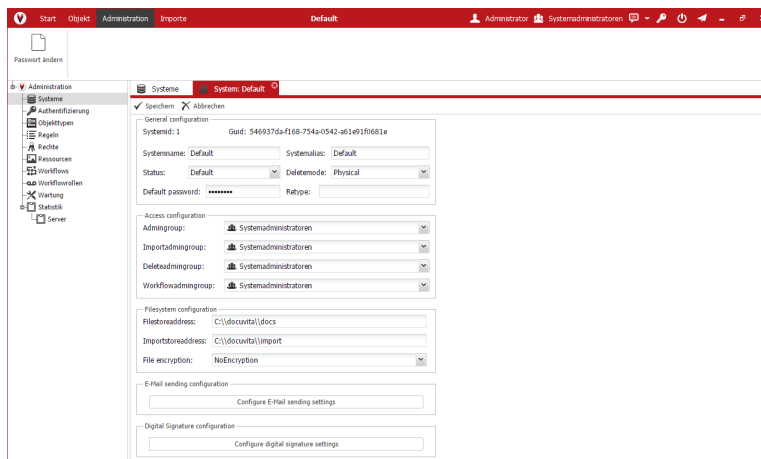 Start Objekt Administration Importe Default Administrator Systemadministratoren
Passwort ändern
Administration
Systeme
Authentifizierung
Objekttypen
Regeln
Rechte
Ressourcen
Workflows
Workflowrollen
Wartung
Statistik
Server
Systeme System: Default
Speichern Abbrechen
General configuration
Systemid: 1 Guid: 546937da-f168-754a-0542-a61e91f0681e
Systemname: Default Systemalias: Default
Status: Default Deletemode: Physical
Default password: •••••••• Retype:
Access configuration
Admingroup: Systemadministratoren
Importadmingroup: Systemadministratoren
Deleteadmingroup: Systemadministratoren
Workflowadmingroup: Systemadministratoren
Filesystem configuration
Filestoreaddress: C:\\docuvita\\docs
Importstoreaddress: C:\\docuvita\\import
File encryption: NoEncryption
E-Mail sending configuration
Configure E-Mail sending settings
Digital Signature configuration
Configure digital signature settings